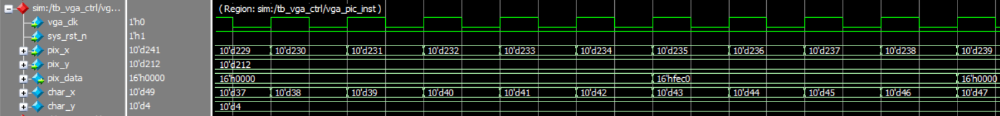 sim:/tb_vga_ctrl/vg... ( Region: sim:/tb_vga_ctrl/vga_pic_inst )
vga_clk 1'h0
sys_rst_n 1'h1
pix_x 10'd241 10'd229 10'd230 10'd231 10'd232 10'd233 10'd234 10'd235 10'd236 10'd237 10'd238 10'd239
pix_y 10'd212 10'd212
pix_data 16'h0000 16'h0000 16'hfec0 16'h0000
char_x 10'd49 10'd37 10'd38 10'd39 10'd40 10'd41 10'd42 10'd43 10'd44 10'd45 10'd46 10'd47
char_y 10'd4 10'd4